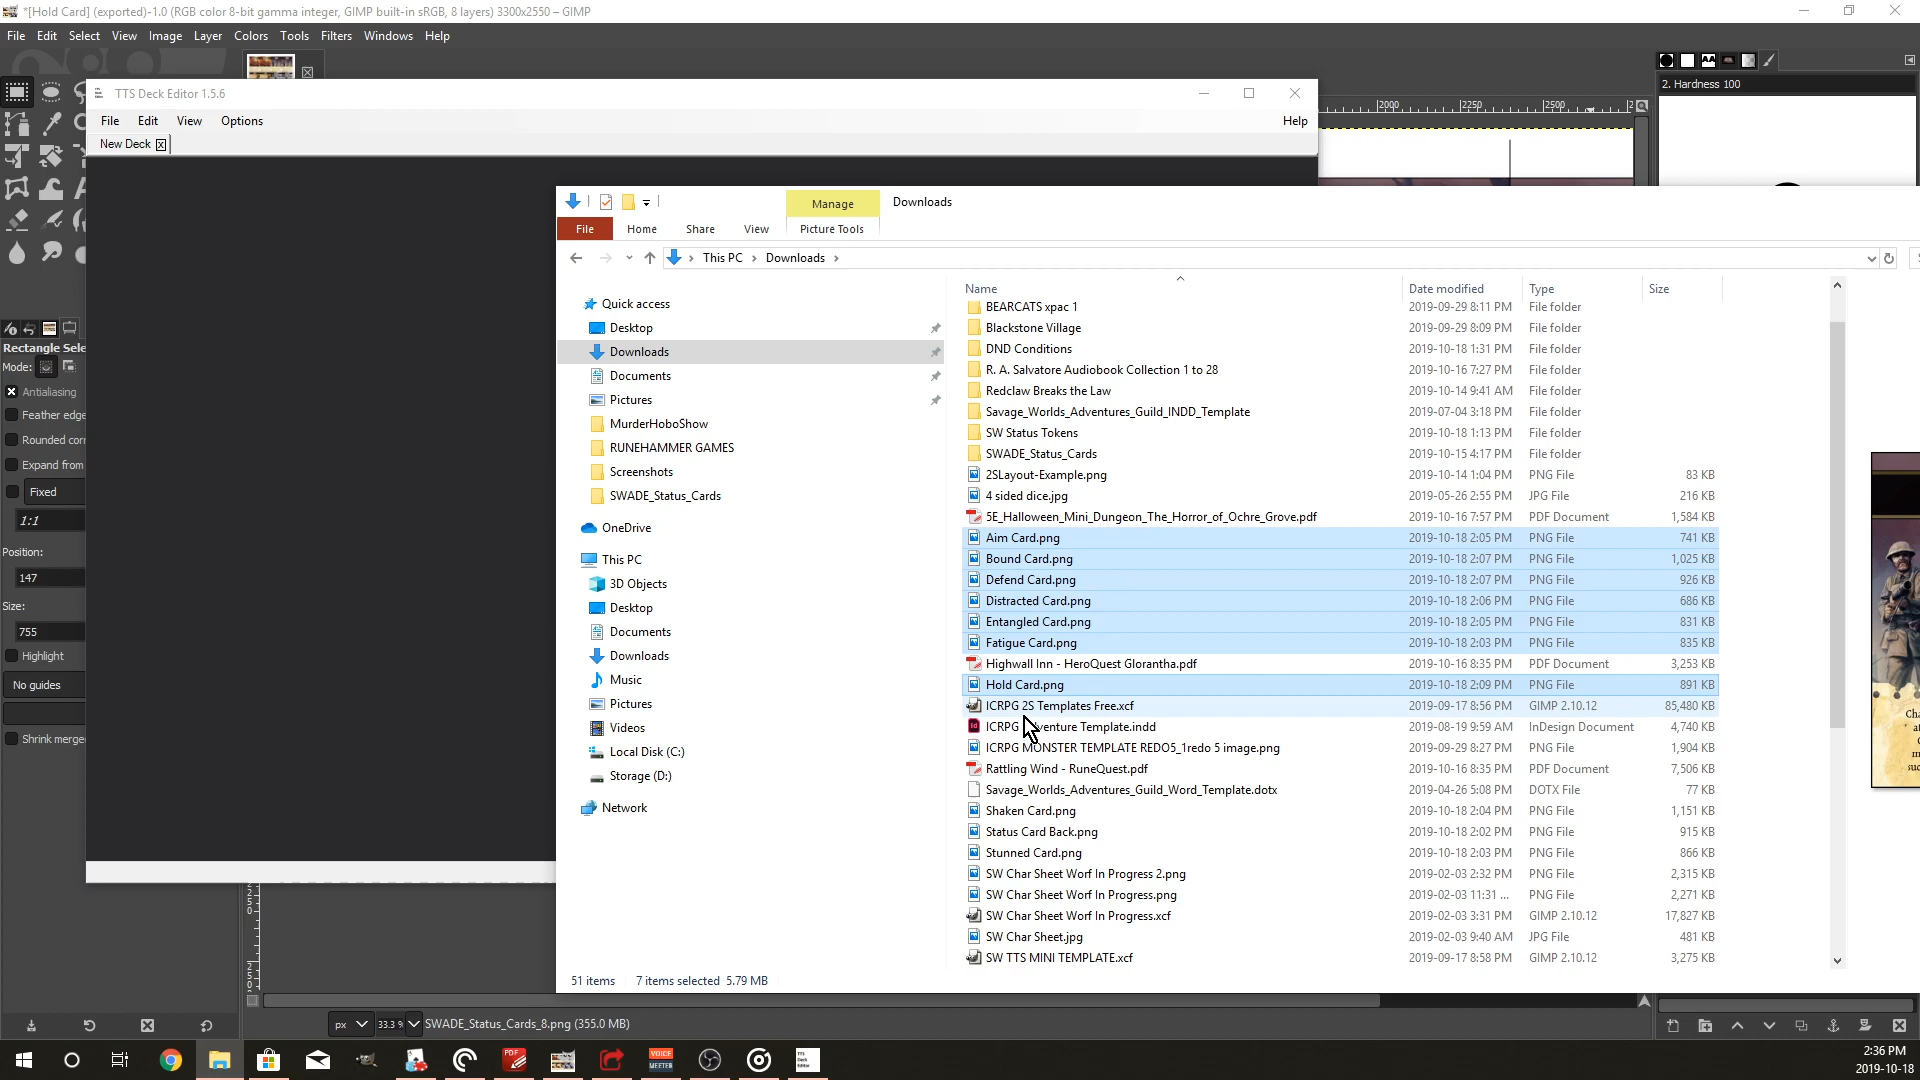 *[Hold Card] (exported)-1.0 (RGB color 8-bit gamma integer, GIMP built-in sRGB, 8 layers) 3300x2550 – GIMP
File Edit Select View Image Layer Colors Tools Filters Windows Help
2. Hardness 100
TTS Deck Editor 1.5.6
File Edit View Options Help
New Deck
2000 2250 2500
Manage Downloads
File Home Share View Picture Tools
This PC > Downloads >
Name Date modified Type Size
Quick access
Desktop
Downloads
Documents
Pictures
MurderHoboShow
RUNEHAMMER GAMES
Screenshots
SWADE_Status_Cards
OneDrive
This PC
3D Objects
Desktop
Documents
Downloads
Music
Pictures
Videos
Local Disk (C:)
Storage (D:)
Network
BEARCATS xpac 1 2019-09-29 8:11 PM File folder
Blackstone Village 2019-09-29 8:09 PM File folder
DND Conditions 2019-10-18 1:31 PM File folder
R. A. Salvatore Audiobook Collection 1 to 28 2019-10-16 7:27 PM File folder
Redclaw Breaks the Law 2019-10-14 9:41 AM File folder
Savage_Worlds_Adventures_Guild_INDD_Template 2019-07-04 3:18 PM File folder
SW Status Tokens 2019-10-18 1:13 PM File folder
SWADE_Status_Cards 2019-10-15 4:17 PM File folder
2SLayout-Example.png 2019-10-14 1:04 PM PNG File 83 KB
4 sided dice.jpg 2019-05-26 2:55 PM JPG File 216 KB
5E_Halloween_Mini_Dungeon_The_Horror_of_Ochre_Grove.pdf 2019-10-16 7:57 PM PDF Document 1,584 KB
Aim Card.png 2019-10-18 2:05 PM PNG File 741 KB
Bound Card.png 2019-10-18 2:07 PM PNG File 1,025 KB
Defend Card.png 2019-10-18 2:07 PM PNG File 926 KB
Distracted Card.png 2019-10-18 2:06 PM PNG File 686 KB
Entangled Card.png 2019-10-18 2:05 PM PNG File 831 KB
Fatigue Card.png 2019-10-18 2:03 PM PNG File 835 KB
Highwall Inn - HeroQuest Glorantha.pdf 2019-10-16 8:35 PM PDF Document 3,253 KB
Hold Card.png 2019-10-18 2:09 PM PNG File 891 KB
ICRPG 2S Templates Free.xcf 2019-09-17 8:56 PM GIMP 2.10.12 85,480 KB
ICRPG venture Template.indd 2019-08-19 9:59 AM InDesign Document 4,740 KB
ICRPG MONSTER TEMPLATE REDO5_1redo 5 image.png 2019-09-29 8:27 PM PNG File 1,904 KB
Rattling Wind - RuneQuest.pdf 2019-10-16 8:35 PM PDF Document 7,506 KB
Savage_Worlds_Adventures_Guild_Word_Template.dotx 2019-04-26 5:08 PM DOTX File 77 KB
Shaken Card.png 2019-10-18 2:04 PM PNG File 1,151 KB
Status Card Back.png 2019-10-18 2:02 PM PNG File 915 KB
Stunned Card.png 2019-10-18 2:03 PM PNG File 866 KB
SW Char Sheet Worf In Progress 2.png 2019-02-03 2:32 PM PNG File 2,315 KB
SW Char Sheet Worf In Progress.png 2019-02-03 11:31 ... PNG File 2,271 KB
SW Char Sheet Worf In Progress.xcf 2019-02-03 3:31 PM GIMP 2.10.12 17,827 KB
SW Char Sheet.jpg 2019-02-03 9:40 AM JPG File 481 KB
SW TTS MINI TEMPLATE.xcf 2019-09-17 8:58 PM GIMP 2.10.12 3,275 KB
51 items 7 items selected 5.79 MB
Rectangle Sele
Mode:
Antialiasing
Feather edge
Rounded corn
Expand from
Fixed
1:1
Position:
147
Size:
755
Highlight
No guides
Shrink merge
px 33.3 % SWADE_Status_Cards_8.png (355.0 MB)
PDF
VOICE MEETER
TTS Deck Editor
2:36 PM
2019-10-18